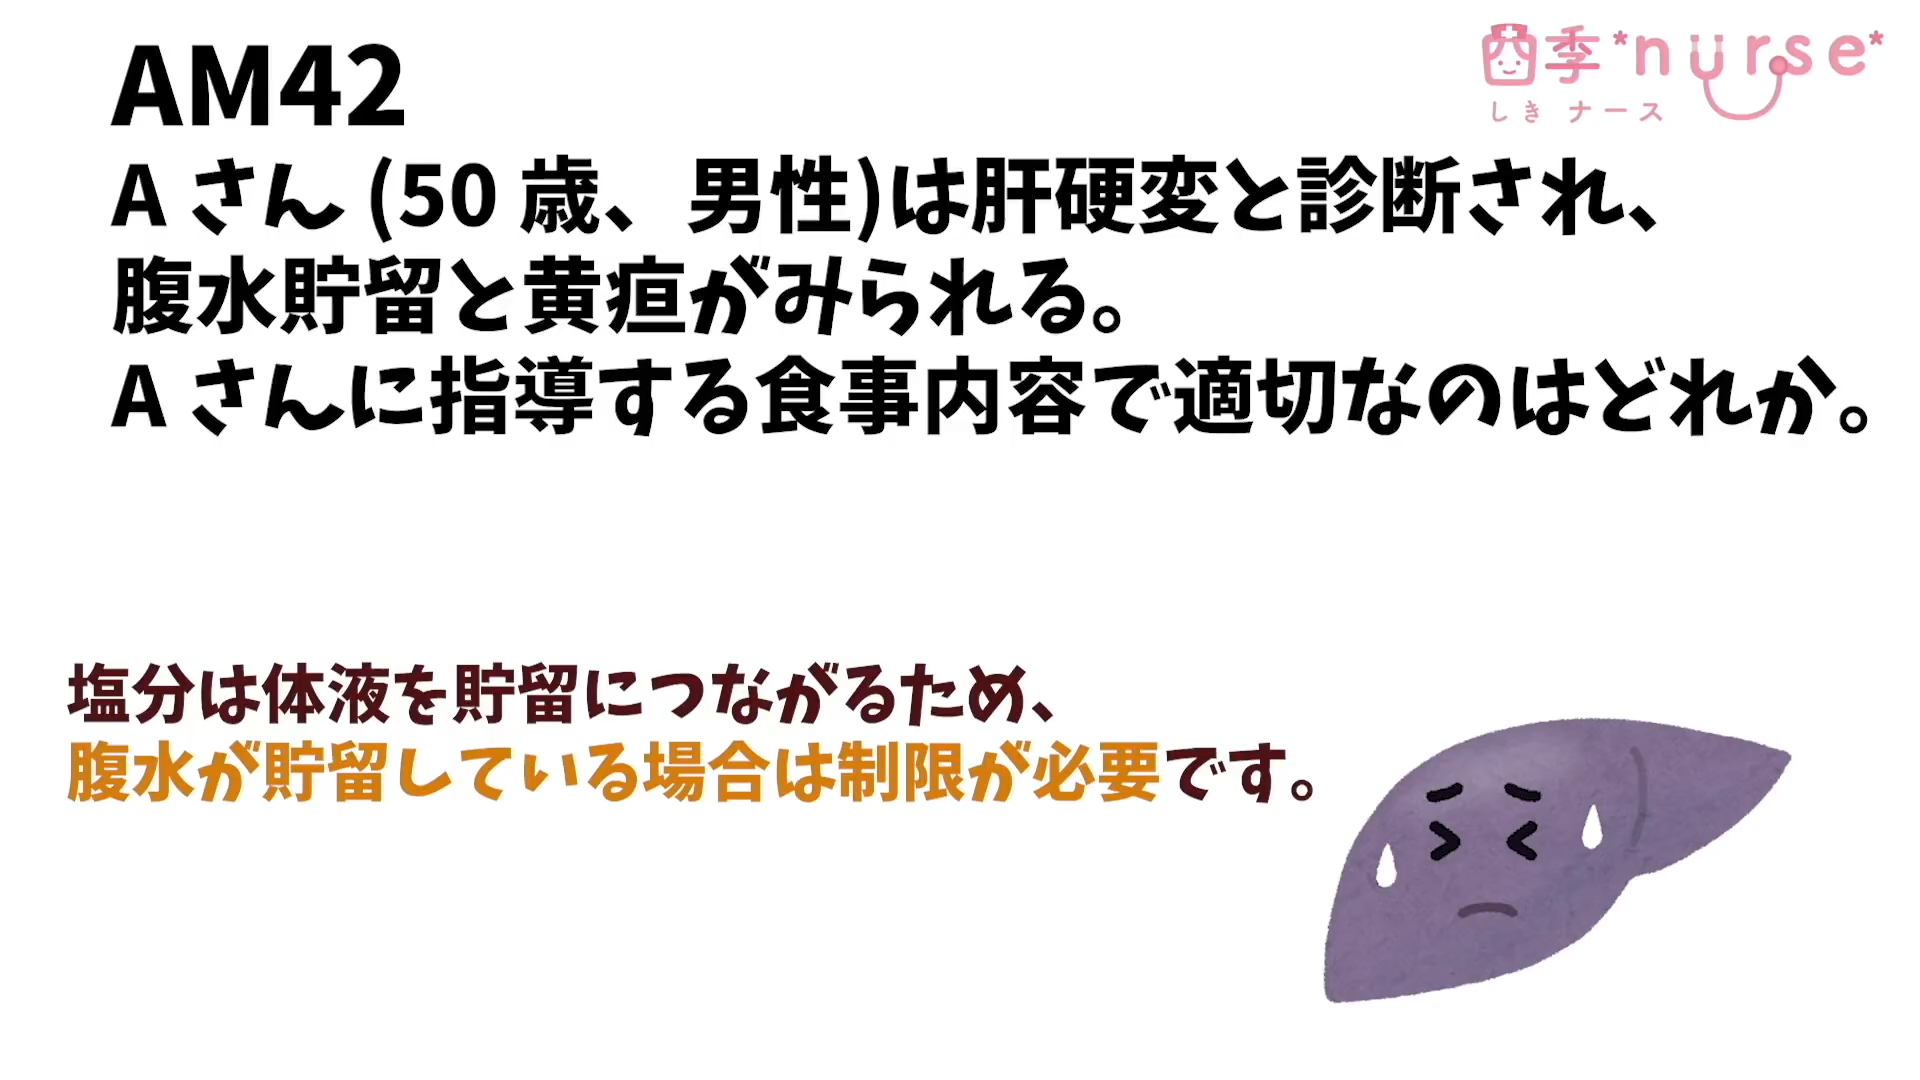 AM42
四季*nurse*
しき ナース
A さん (50 歳、男性)は肝硬変と診断され、
腹水貯留と黄疸がみられる。
A さんに指導する食事内容で適切なのはどれか。
塩分は体液を貯留につながるため、
腹水が貯留している場合は制限が必要です。